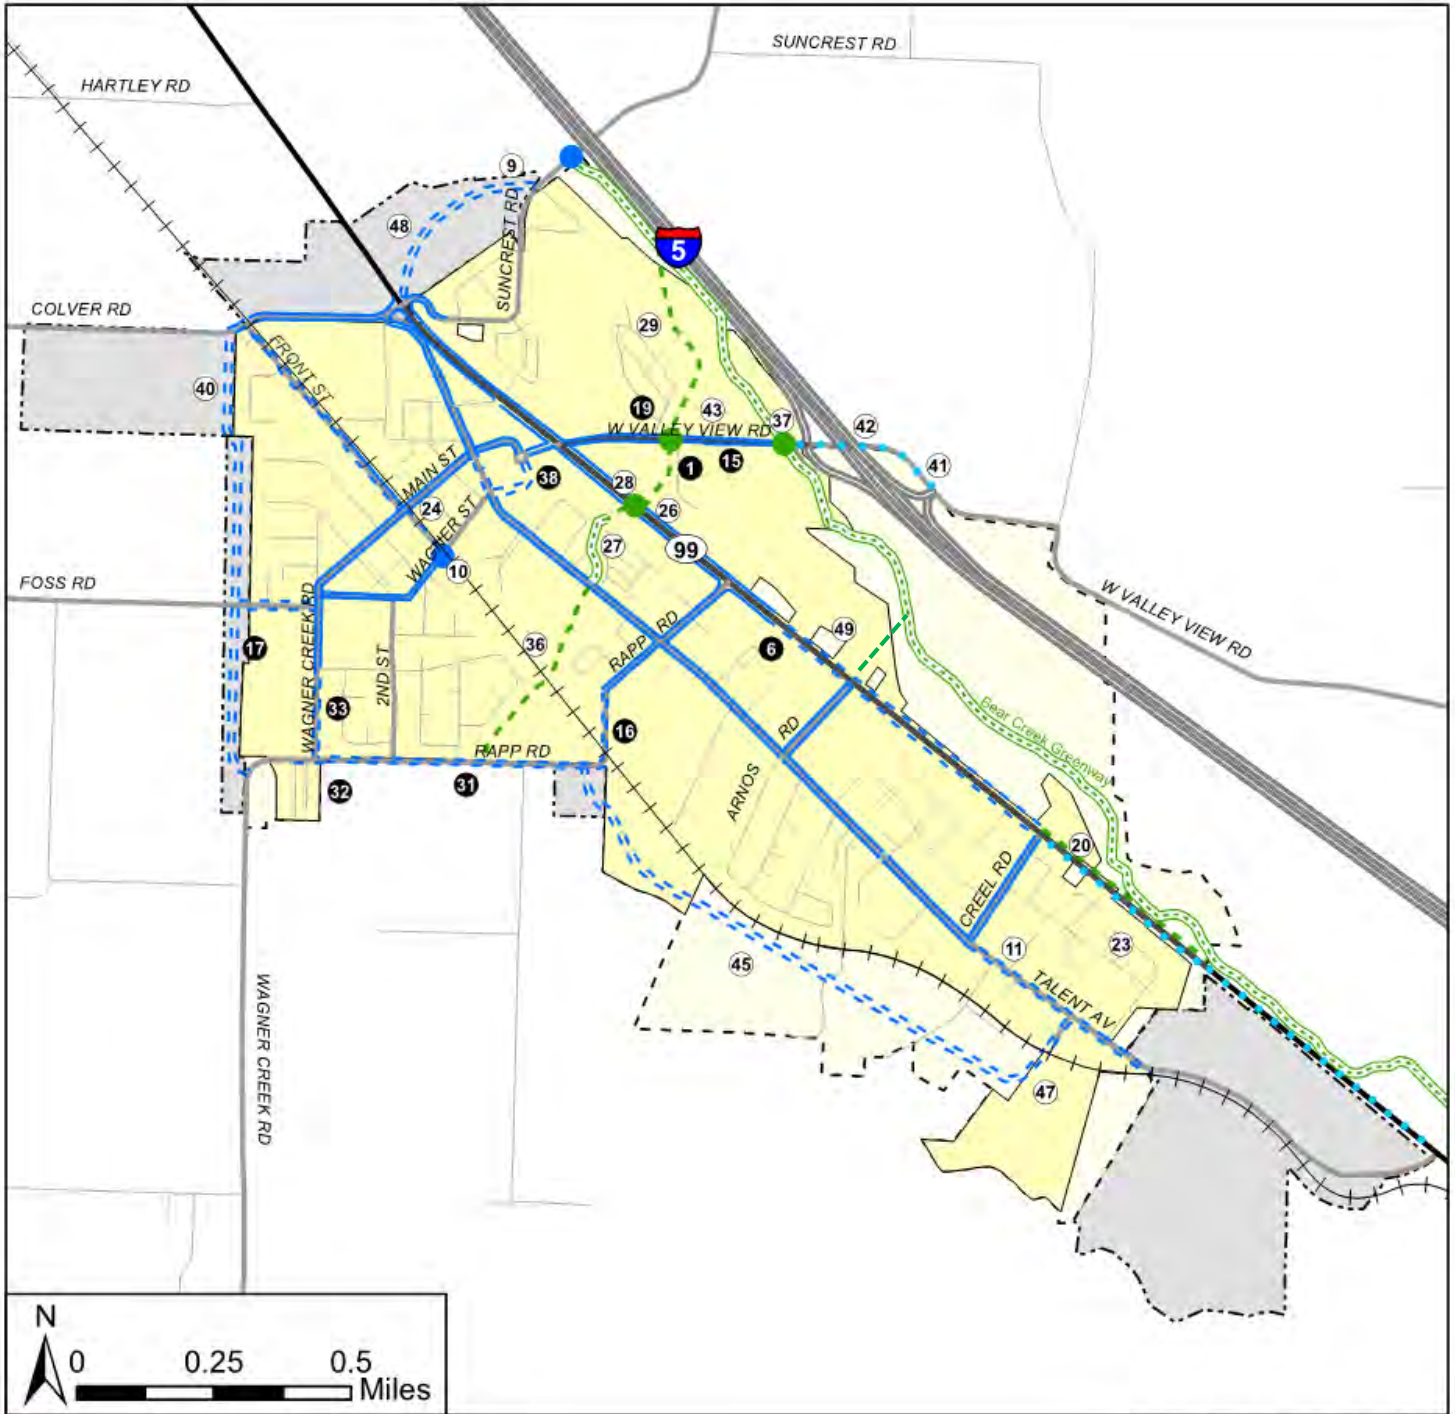 SUNCREST RD
HARTLEY RD
9
SUNCREST RD
48
5
COLVER RD
FRONT ST
29
40
19
43
37
42
W VALLEY VIEW RD
MAIN ST
41
38
1
15
28
24
26
WAGNER ST
27
99
10
FOSS RD
W VALLEY VIEW RD
WAGNER CREEK RD
17
36
RAPP RD
6
49
2ND ST
33
16
RD
Bear Creek Greenway
RAPP RD
32
31
ARNOS
20
CREEL RD
11
23
45
TALENT AV
WAGNER CREEK RD
47
N
0 0.25 0.5
Miles